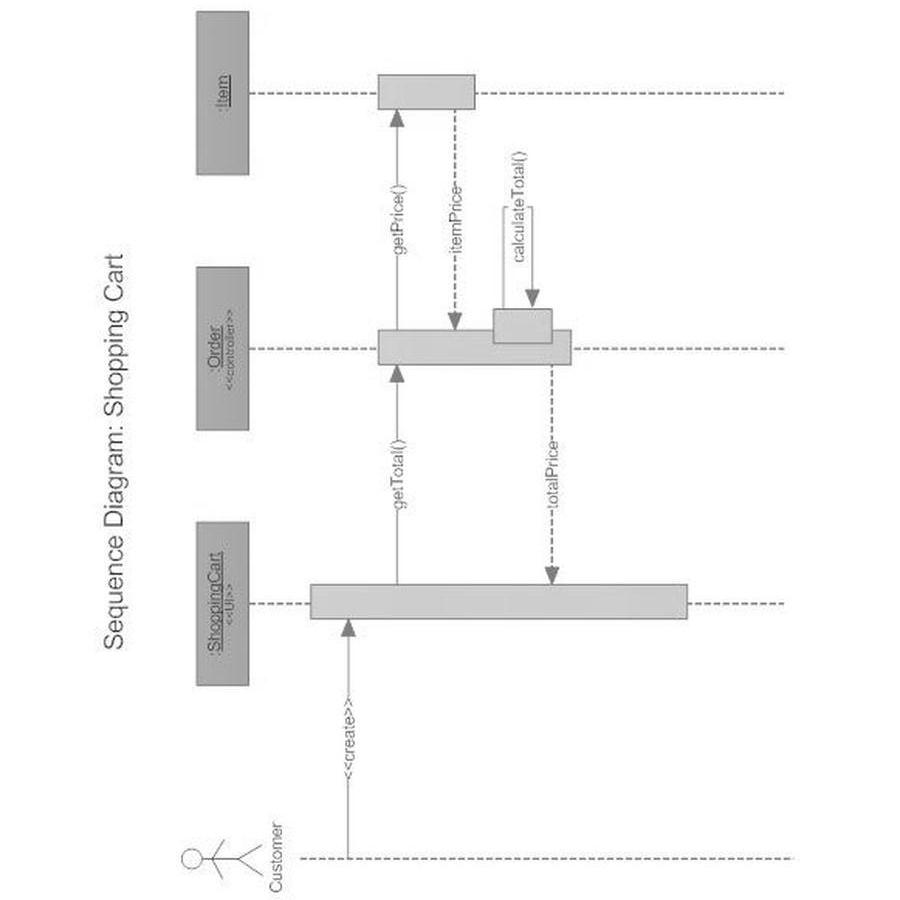 Sequence Diagram: Shopping Cart
Customer
:ShoppingCart
<<UI>>
:Order
<<controller>>
:Item
<<create>>
getTotal()
getPrice()
itemPrice
calculateTotal()
totalPrice